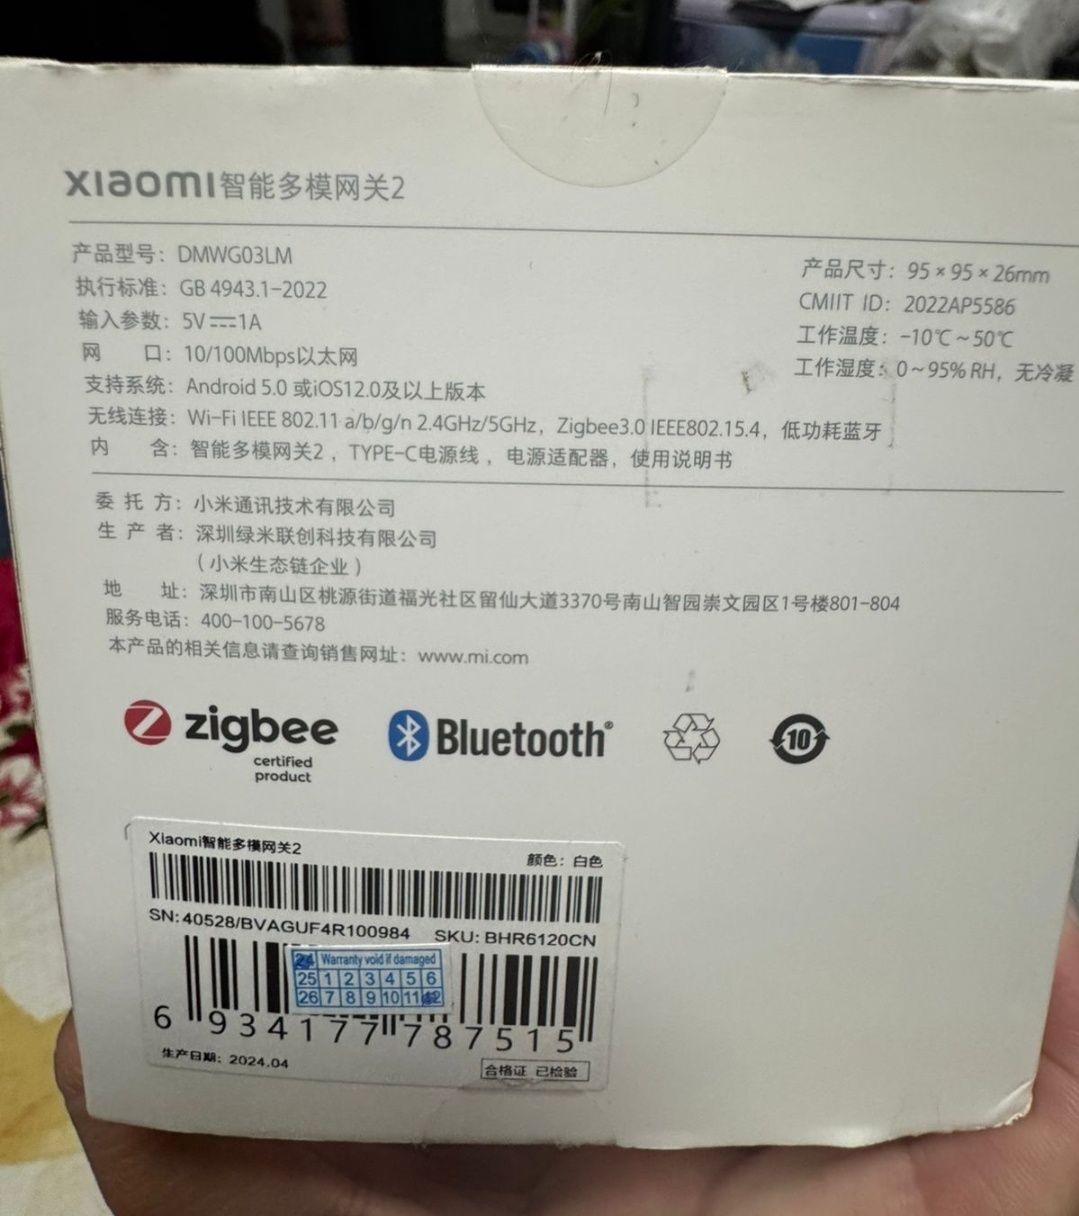 xiaomi智能多模网关2
产品型号：DMWG03LM
执行标准：GB 4943.1-2022
输入参数：5V⎓1A
网　　口：10/100Mbps以太网
支持系统：Android 5.0 或iOS12.0及以上版本
无线连接：Wi-Fi IEEE 802.11 a/b/g/n 2.4GHz/5GHz，Zigbee3.0 IEEE802.15.4，低功耗蓝牙
内　　含：智能多模网关2，TYPE-C电源线，电源适配器，使用说明书
产品尺寸：95×95×26mm
CMIIT ID：2022AP5586
工作温度：-10℃~50℃
工作湿度：0~95% RH，无冷凝
委 托 方：小米通讯技术有限公司
生 产 者：深圳绿米联创科技有限公司
（小米生态链企业）
地　　址：深圳市南山区桃源街道福光社区留仙大道3370号南山智园崇文园区1号楼801-804
服务电话：400-100-5678
本产品的相关信息请查询销售网址：www.mi.com
zigbee
certified
product
Bluetooth®
10
Xiaomi智能多模网关2
颜色：白色
SN:40528/BVAGUF4R100984 SKU: BHR6120CN
24 Warranty void if damaged
25 1 2 3 4 5 6
26 7 8 9 10 11 12
6 934177 787515
生产日期：2024.04
合格证 已检验